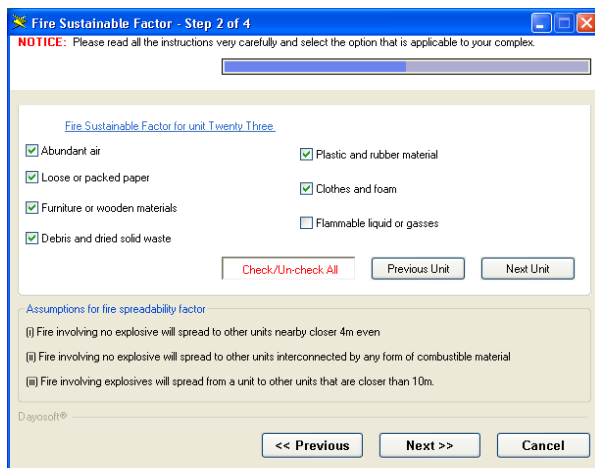 Fire Sustainable Factor - Step 2 of 4
NOTICE: Please read all the instructions very carefully and select the option that is applicable to your complex.
Fire Sustainable Factor for unit Twenty Three
Abundant air
Plastic and rubber material
Loose or packed paper
Clothes and foam
Furniture or wooden materials
Flammable liquid or gasses
Debris and dried solid waste
Check/Un-check All
Previous Unit
Next Unit
Assumptions for fire spreadability factor
(i) Fire involving no explosive will spread to other units nearby closer 4m even
(ii) Fire involving no explosive will spread to other units interconnected by any form of combustible material
(iii) Fire involving explosives will spread from a unit to other units that are closer than 10m.
Dayosoft®
<< Previous
Next >>
Cancel